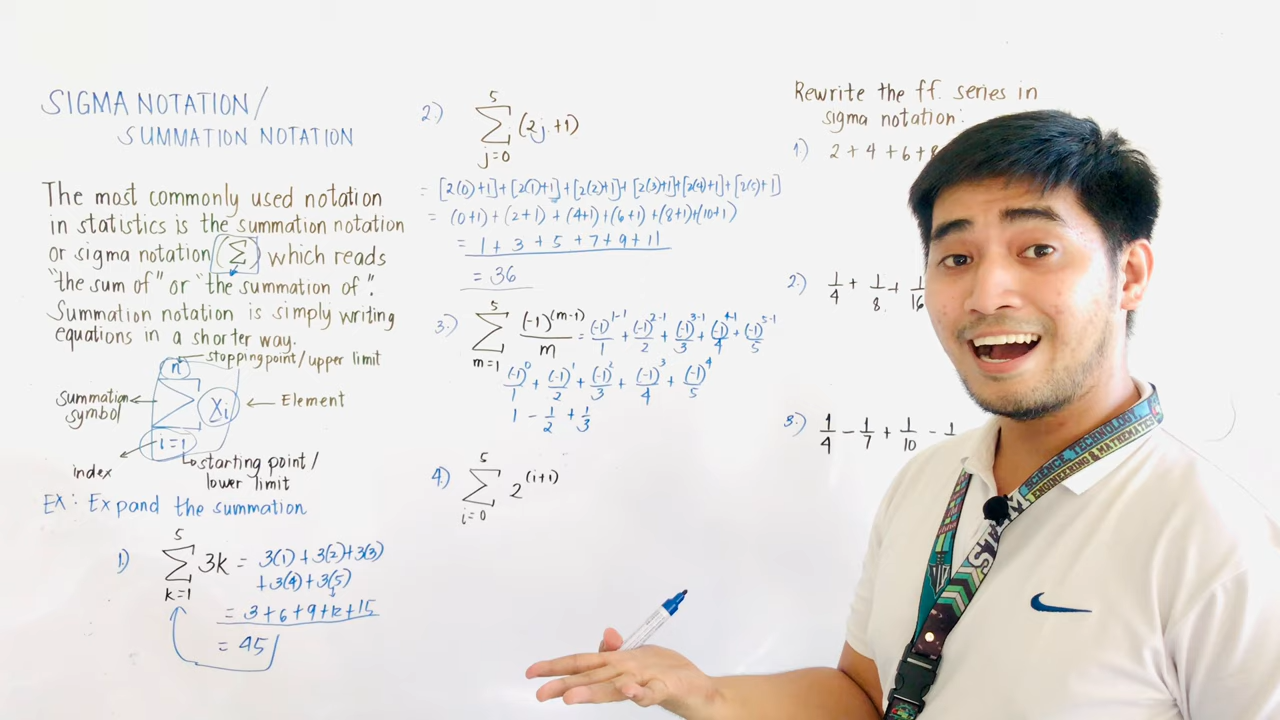 SIGMA NOTATION/
SUMMATION NOTATION
The most commonly used notation
in statistics is the summation notation
or sigma notation (Σ) which reads
"the sum of" or "the summation of".
Summation notation is simply writing
equations in a shorter way.
n → stopping point/upper limit
Summation
symbol
Σ
xi ← Element
i=1
index
starting point/
lower limit
Ex: Expand the summation
1.)
5
Σ 3k = 3(1) + 3(2) + 3(3)
k=1
+3(4)+3(5)
= 3+6+9+12+15
= 45
2.)
5
Σ (2j+1)
j=0
= [2(0)+1]+[2(1)+1]+[2(2)+1]+[2(3)+1]+[2(4)+1]+[2(5)+1]
= (0+1)+(2+1)+(4+1)+(6+1)+(8+1)+(10+1)
= 1 + 3 + 5 + 7 + 9 + 11
= 36
3.)
5
Σ (-1)^(m-1)/m = (-1)^1-1/1 + (-1)^2-1/2 + (-1)^3-1/3 + (-1)^4-1/4 + (-1)^5-1/5
m=1
(-1)^0/1 + (-1)^1/2 + (-1)^2/3 + (-1)^3/4 + (-1)^4/5
1 - 1/2 + 1/3
4.)
5
Σ 2^(i+1)
i=0
Rewrite the ff. series in
sigma notation:
1.) 2 + 4 + 6 + 8
2.) 1/4 + 1/8 + 1/16
3.) 1/4 - 1/7 + 1/10 - 1
SCIENCE, TECHNOLOGY,
ENGINEERING & MATHEMATICS
STEM